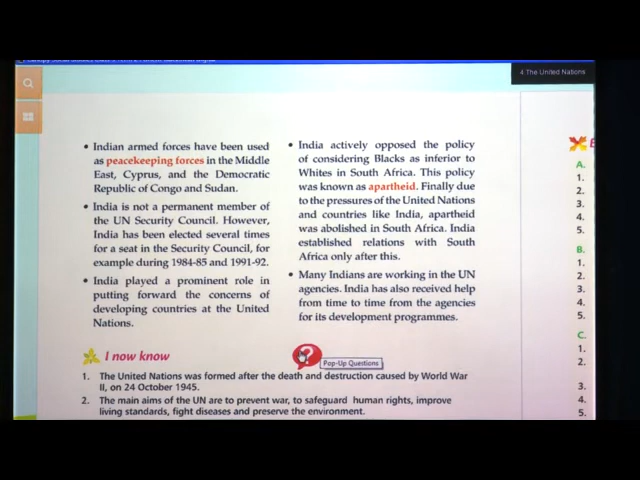 4 The United Nations
• Indian armed forces have been used
as peacekeeping forces in the Middle
East, Cyprus, and the Democratic
Republic of Congo and Sudan.
• India is not a permanent member of
the UN Security Council. However,
India has been elected several times
for a seat in the Security Council, for
example during 1984-85 and 1991-92.
• India played a prominent role in
putting forward the concerns of
developing countries at the United
Nations.
• India actively opposed the policy
of considering Blacks as inferior to
Whites in South Africa. This policy
was known as apartheid. Finally due
to the pressures of the United Nations
and countries like India, apartheid
was abolished in South Africa. India
established relations with South
Africa only after this.
• Many Indians are working in the UN
agencies. India has also received help
from time to time from the agencies
for its development programmes.
I now know
Pop-Up Questions
1. The United Nations was formed after the death and destruction caused by World War
II, on 24 October 1945.
2. The main aims of the UN are to prevent war, to safeguard human rights, improve
living standards, fight diseases and preserve the environment.
E
A.
1.
2.
3.
4.
5.
B.
1.
2.
3.
4.
5.
C.
1.
2.
3.
4.
5.